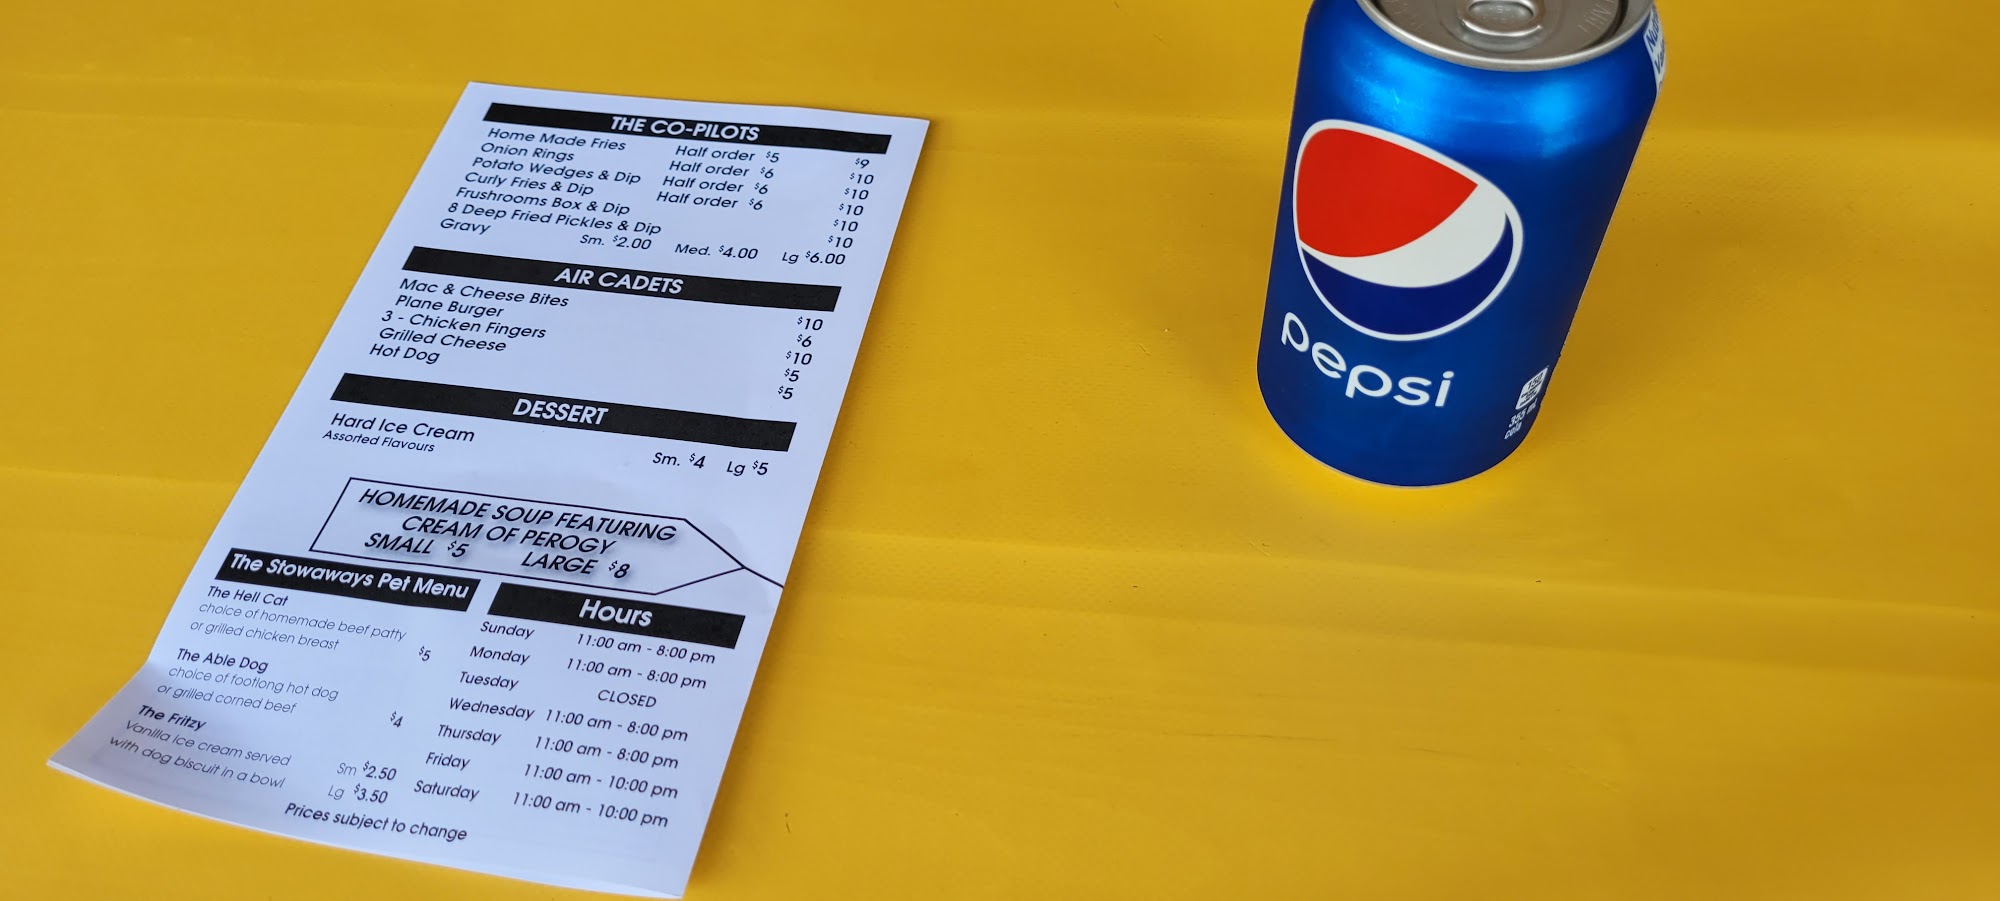 THE CO-PILOTS
Home Made Fries Half order $5 $9
Onion Rings Half order $6 $10
Potato Wedges & Dip Half order $6 $10
Curly Fries & Dip Half order $6 $10
Frushrooms Box & Dip $10
8 Deep Fried Pickles & Dip $10
Gravy Sm. $2.00 Med. $4.00 Lg $6.00
AIR CADETS
Mac & Cheese Bites $10
Plane Burger $6
3 - Chicken Fingers $10
Grilled Cheese $5
Hot Dog $5
DESSERT
Hard Ice Cream
Assorted Flavours Sm. $4 Lg $5
HOMEMADE SOUP FEATURING
CREAM OF PEROGY
SMALL $5 LARGE $8
The Stowaways Pet Menu
The Hell Cat
choice of homemade beef patty
or grilled chicken breast $5
The Able Dog
choice of footlong hot dog
or grilled corned beef $4
The Fritzy
Vanilla ice cream served
with dog biscuit in a bowl
Sm $2.50
Lg $3.50
Hours
Sunday 11:00 am - 8:00 pm
Monday 11:00 am - 8:00 pm
Tuesday CLOSED
Wednesday 11:00 am - 8:00 pm
Thursday 11:00 am - 8:00 pm
Friday 11:00 am - 10:00 pm
Saturday 11:00 am - 10:00 pm
Prices subject to change
pepsi
355 mL
cola